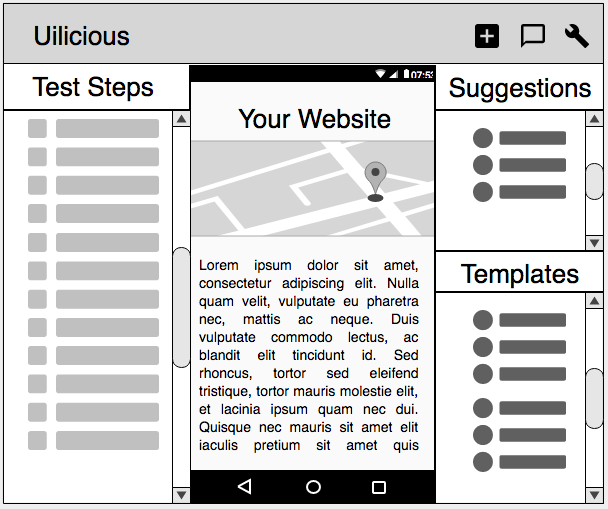 Uilicious
Test Steps
07:5
Your Website
Suggestions
Lorem ipsum dolor sit amet,
consectetur adipiscing elit. Nulla
quam velit, vulputate eu pharetra
nec, mattis ac neque. Duis
vulputate commodo lectus, ac
blandit elit tincidunt id. Sed
rhoncus, tortor sed eleifend
tristique, tortor mauris molestie elit,
et lacinia ipsum quam nec dui.
Quisque nec mauris sit amet elit
iaculis pretium sit amet quis
Templates